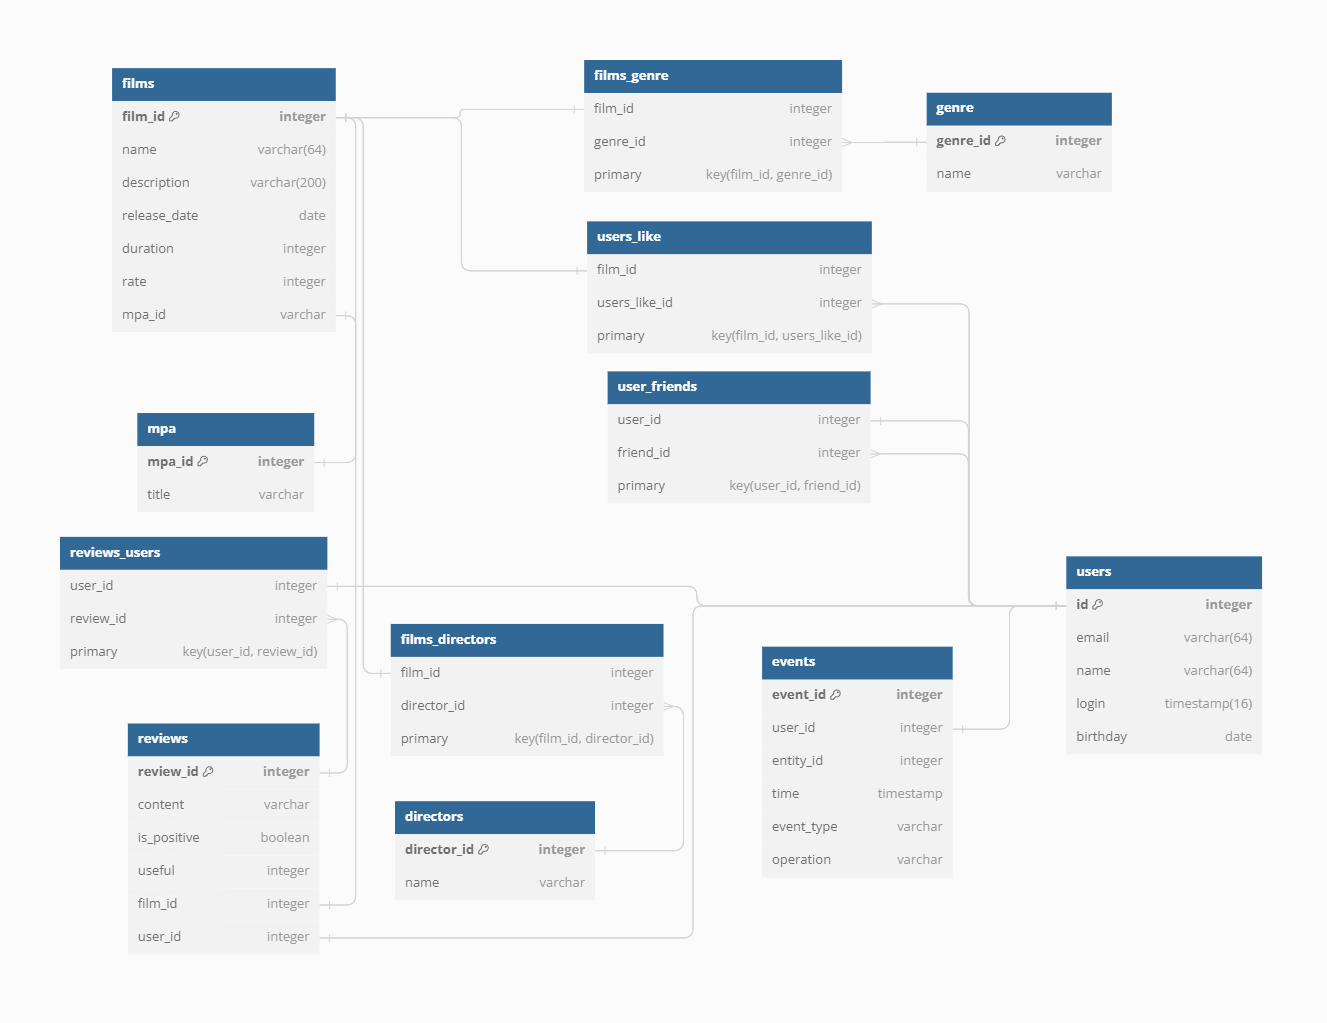 films
film_id integer
name varchar(64)
description varchar(200)
release_date date
duration integer
rate integer
mpa_id varchar
films_genre
film_id integer
genre_id integer
primary key(film_id, genre_id)
genre
genre_id integer
name varchar
users_like
film_id integer
users_like_id integer
primary key(film_id, users_like_id)
user_friends
user_id integer
friend_id integer
primary key(user_id, friend_id)
mpa
mpa_id integer
title varchar
reviews_users
user_id integer
review_id integer
primary key(user_id, review_id)
films_directors
film_id integer
director_id integer
primary key(film_id, director_id)
users
id integer
email varchar(64)
name varchar(64)
login timestamp(16)
birthday date
events
event_id integer
user_id integer
entity_id integer
time timestamp
event_type varchar
operation varchar
reviews
review_id integer
content varchar
is_positive boolean
useful integer
film_id integer
user_id integer
directors
director_id integer
name varchar